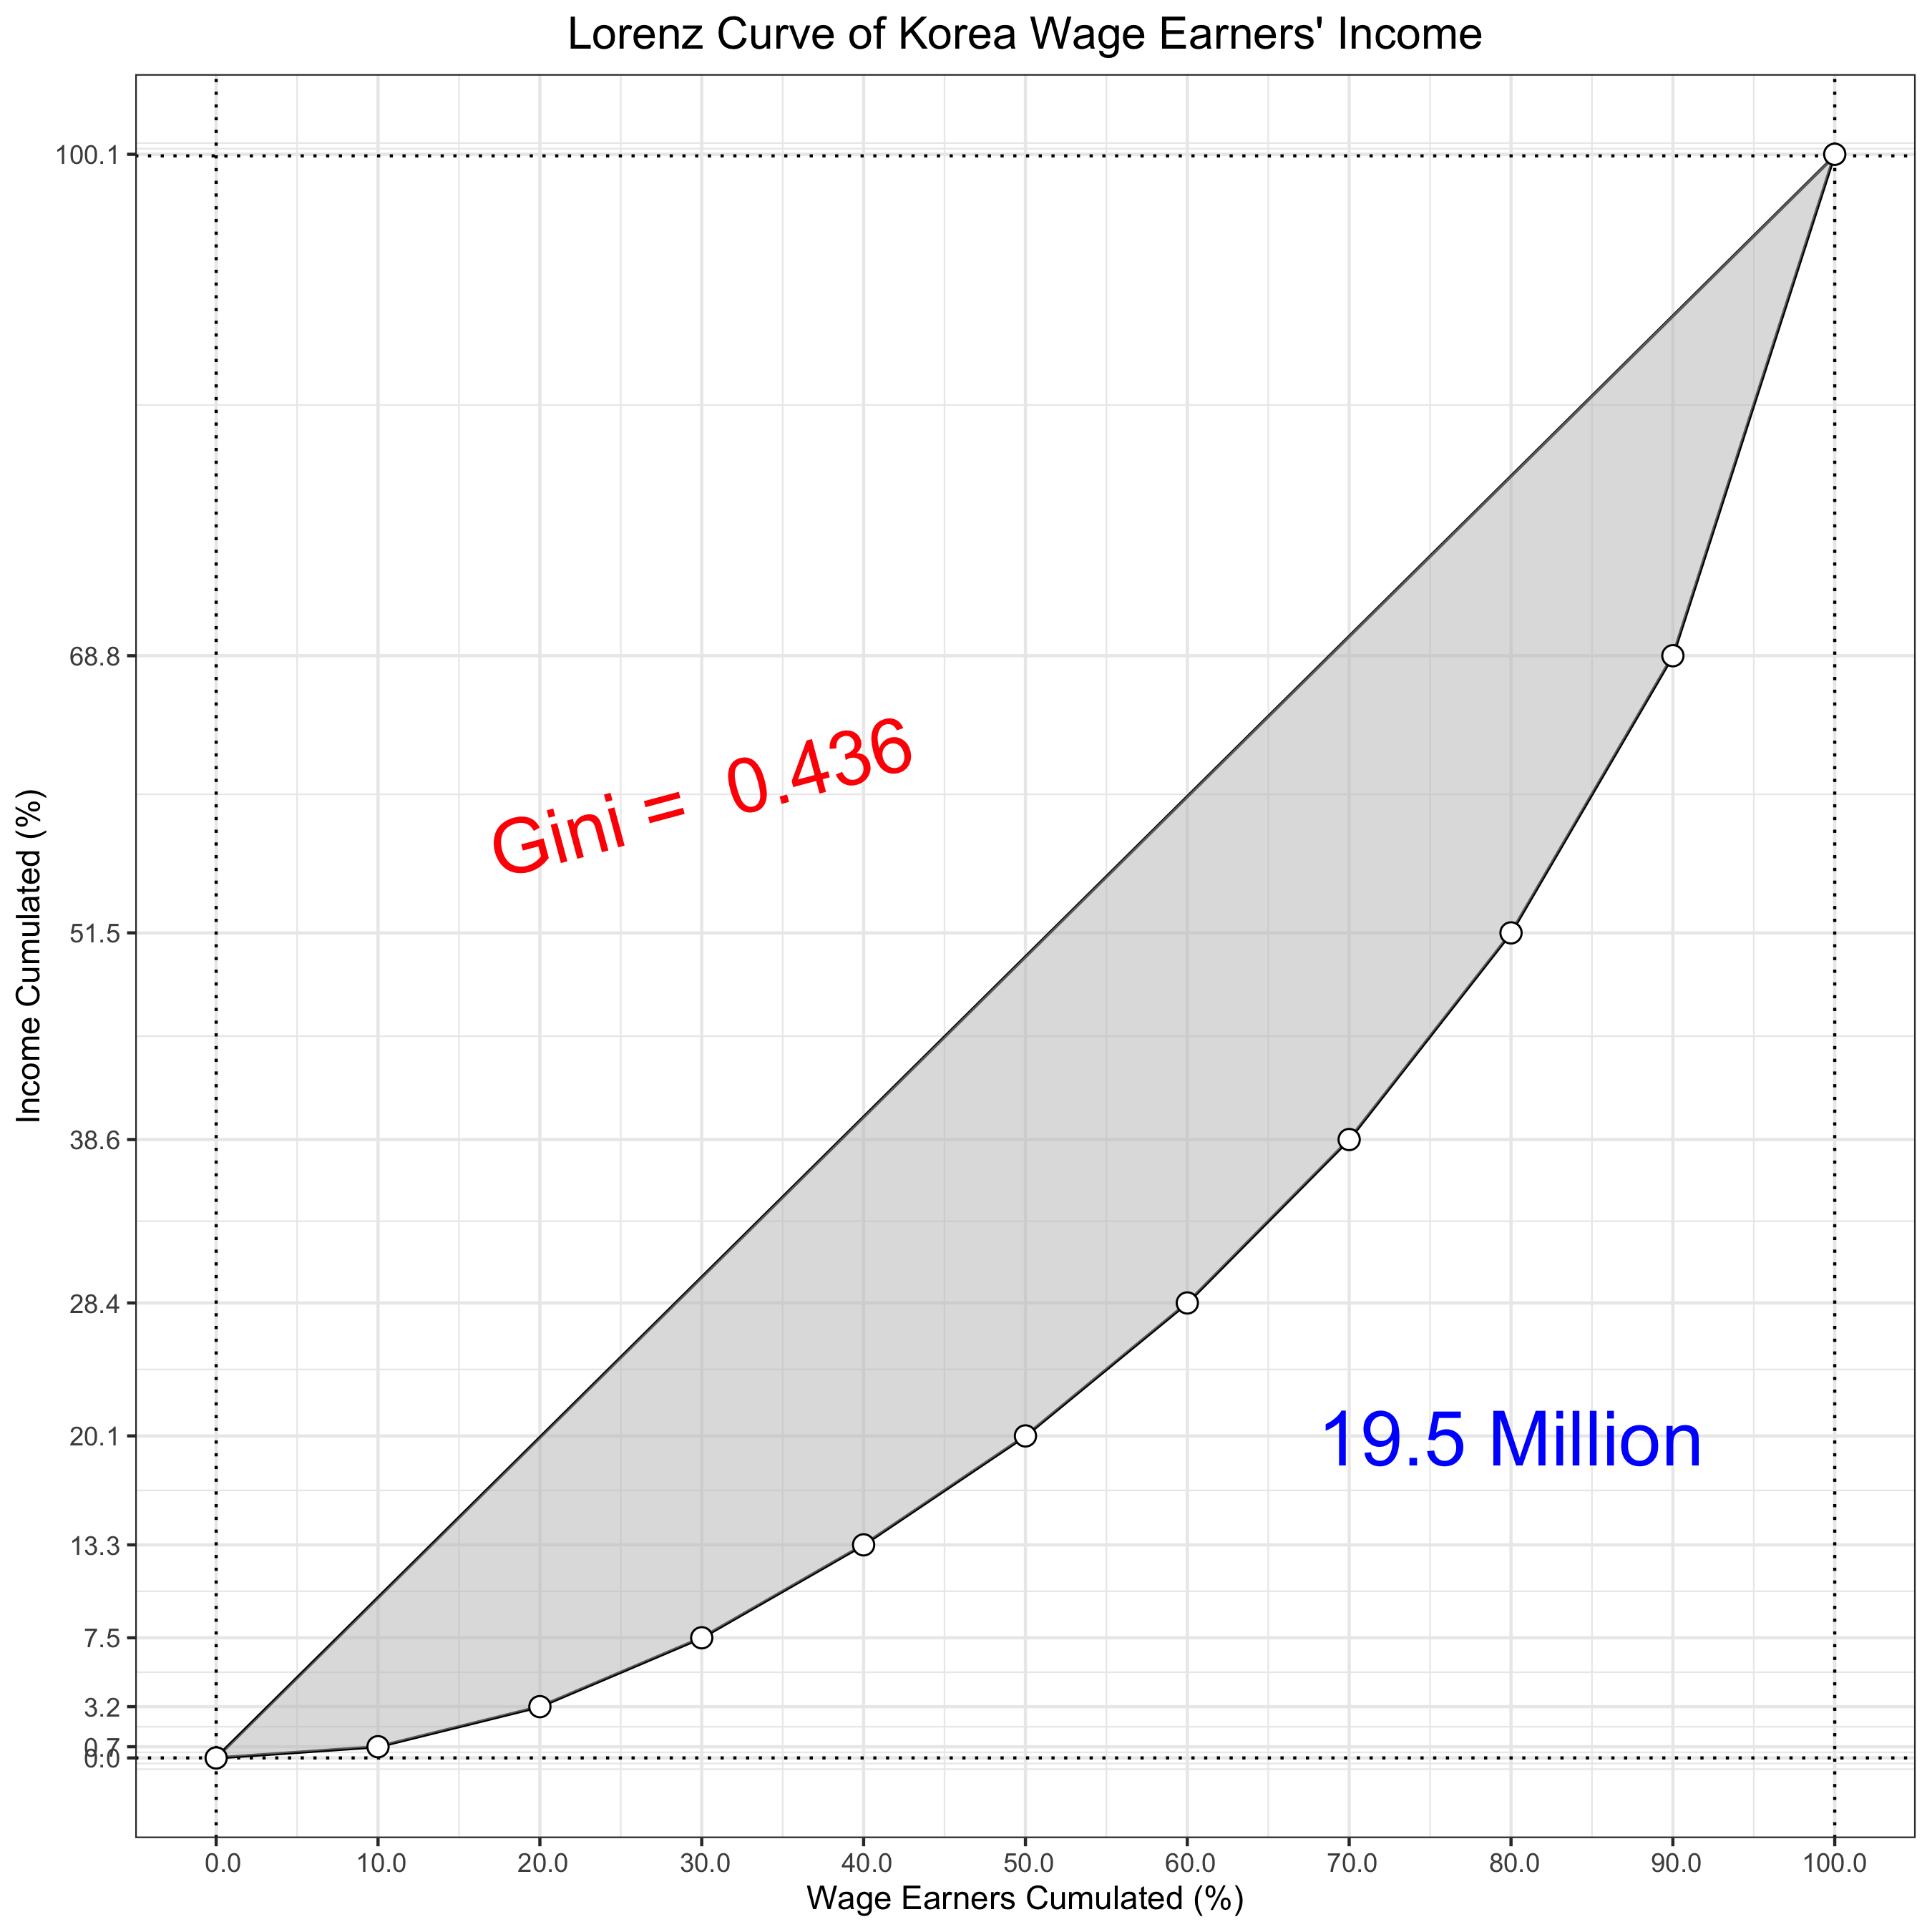 Lorenz Curve of Korea Wage Earners' Income
100.1
68.8
51.5
38.6
28.4
20.1
13.3
7.5
3.2
0.7
0.0
Income Cumulated (%)
Gini = 0.436
19.5 Million
0.0 10.0 20.0 30.0 40.0 50.0 60.0 70.0 80.0 90.0 100.0
Wage Earners Cumulated (%)